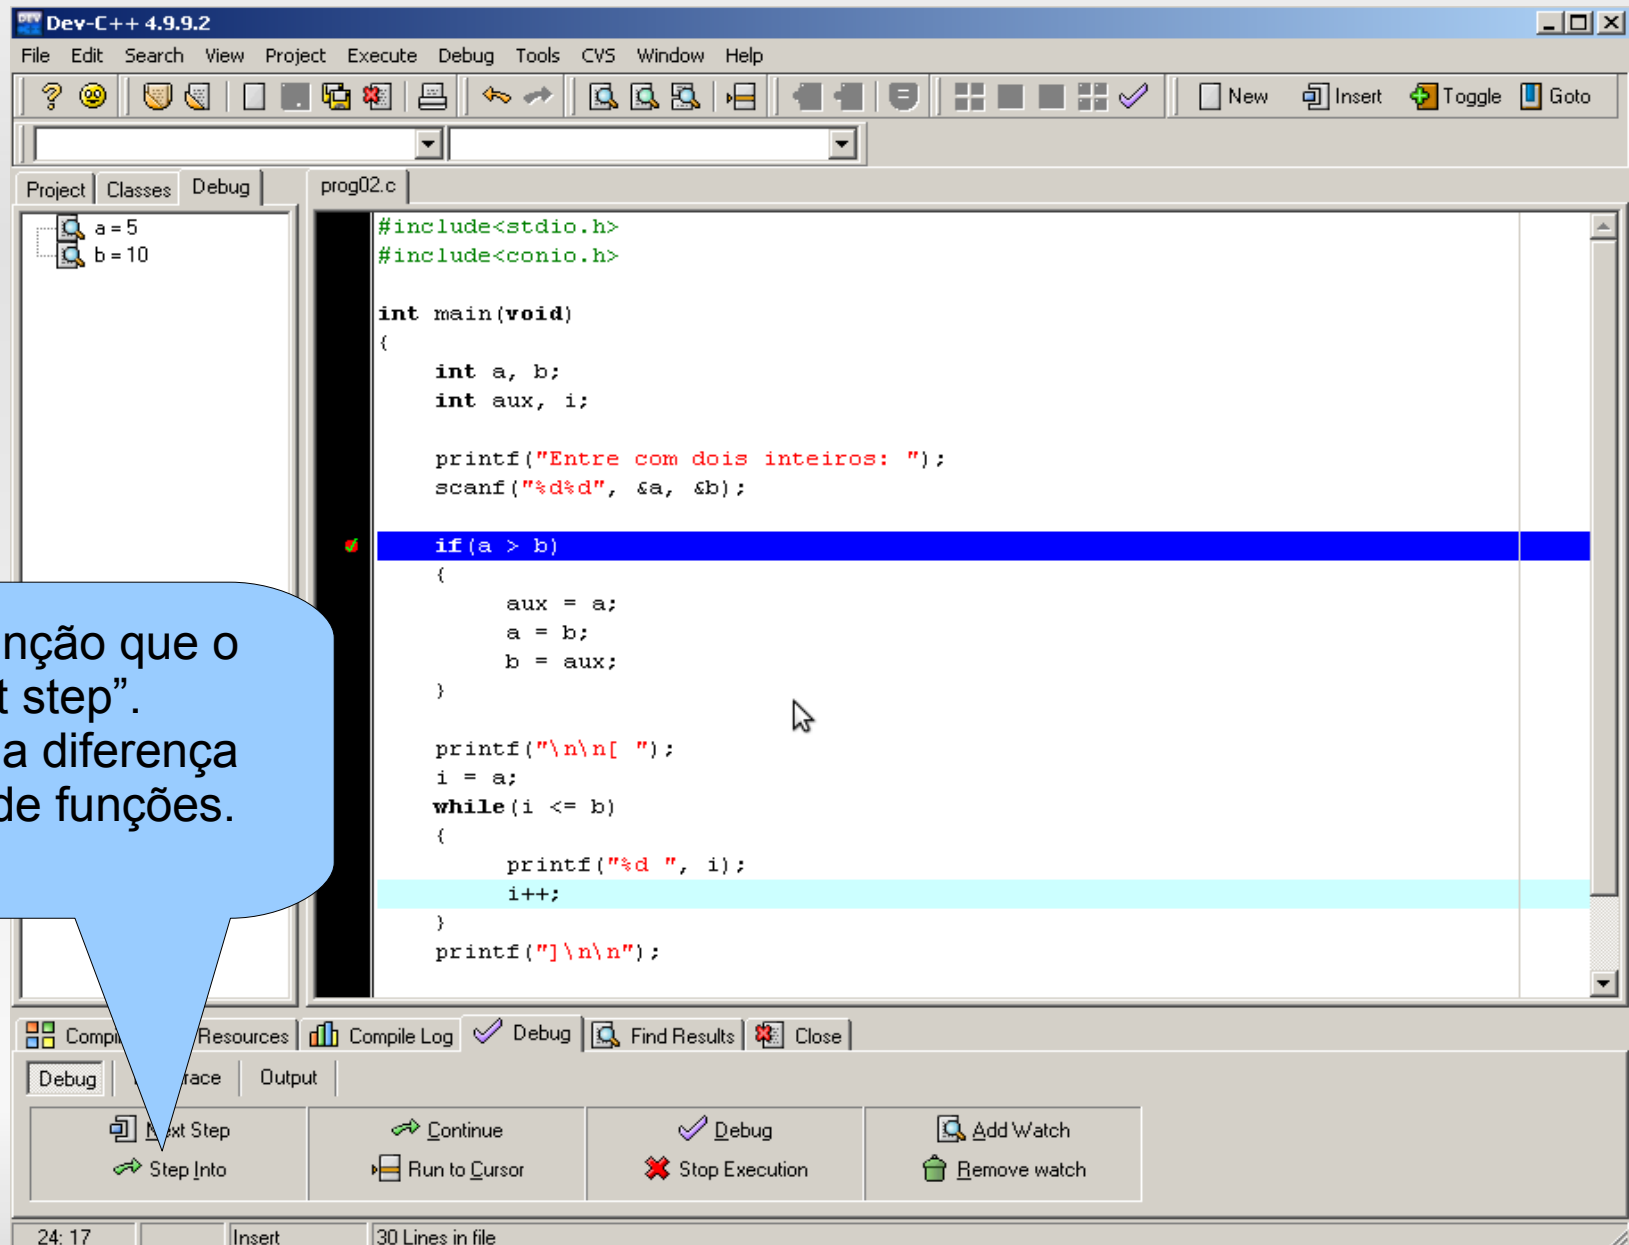 Dev-C++ 4.9.9.2
File Edit Search View Project Execute Debug Tools CVS Window Help
New Insert Toggle Goto
Project Classes Debug
prog02.c
a = 5
b = 10
#include<stdio.h>
#include<conio.h>
int main(void)
{
int a, b;
int aux, i;
printf("Entre com dois inteiros: ");
scanf("%d%d", &a, &b);
if(a > b)
{
aux = a;
a = b;
b = aux;
}
printf("\n\n[ ");
i = a;
while(i <= b)
{
printf("%d ", i);
i++;
}
printf("]\n\n");
nção que o
t step”.
a diferença
de funções.
Resources Compile Log Debug Find Results Close
Debug Output
Next Step Continue Debug Add Watch
Step Into Run to Cursor Stop Execution Remove watch
24: 17 Insert 30 Lines in file